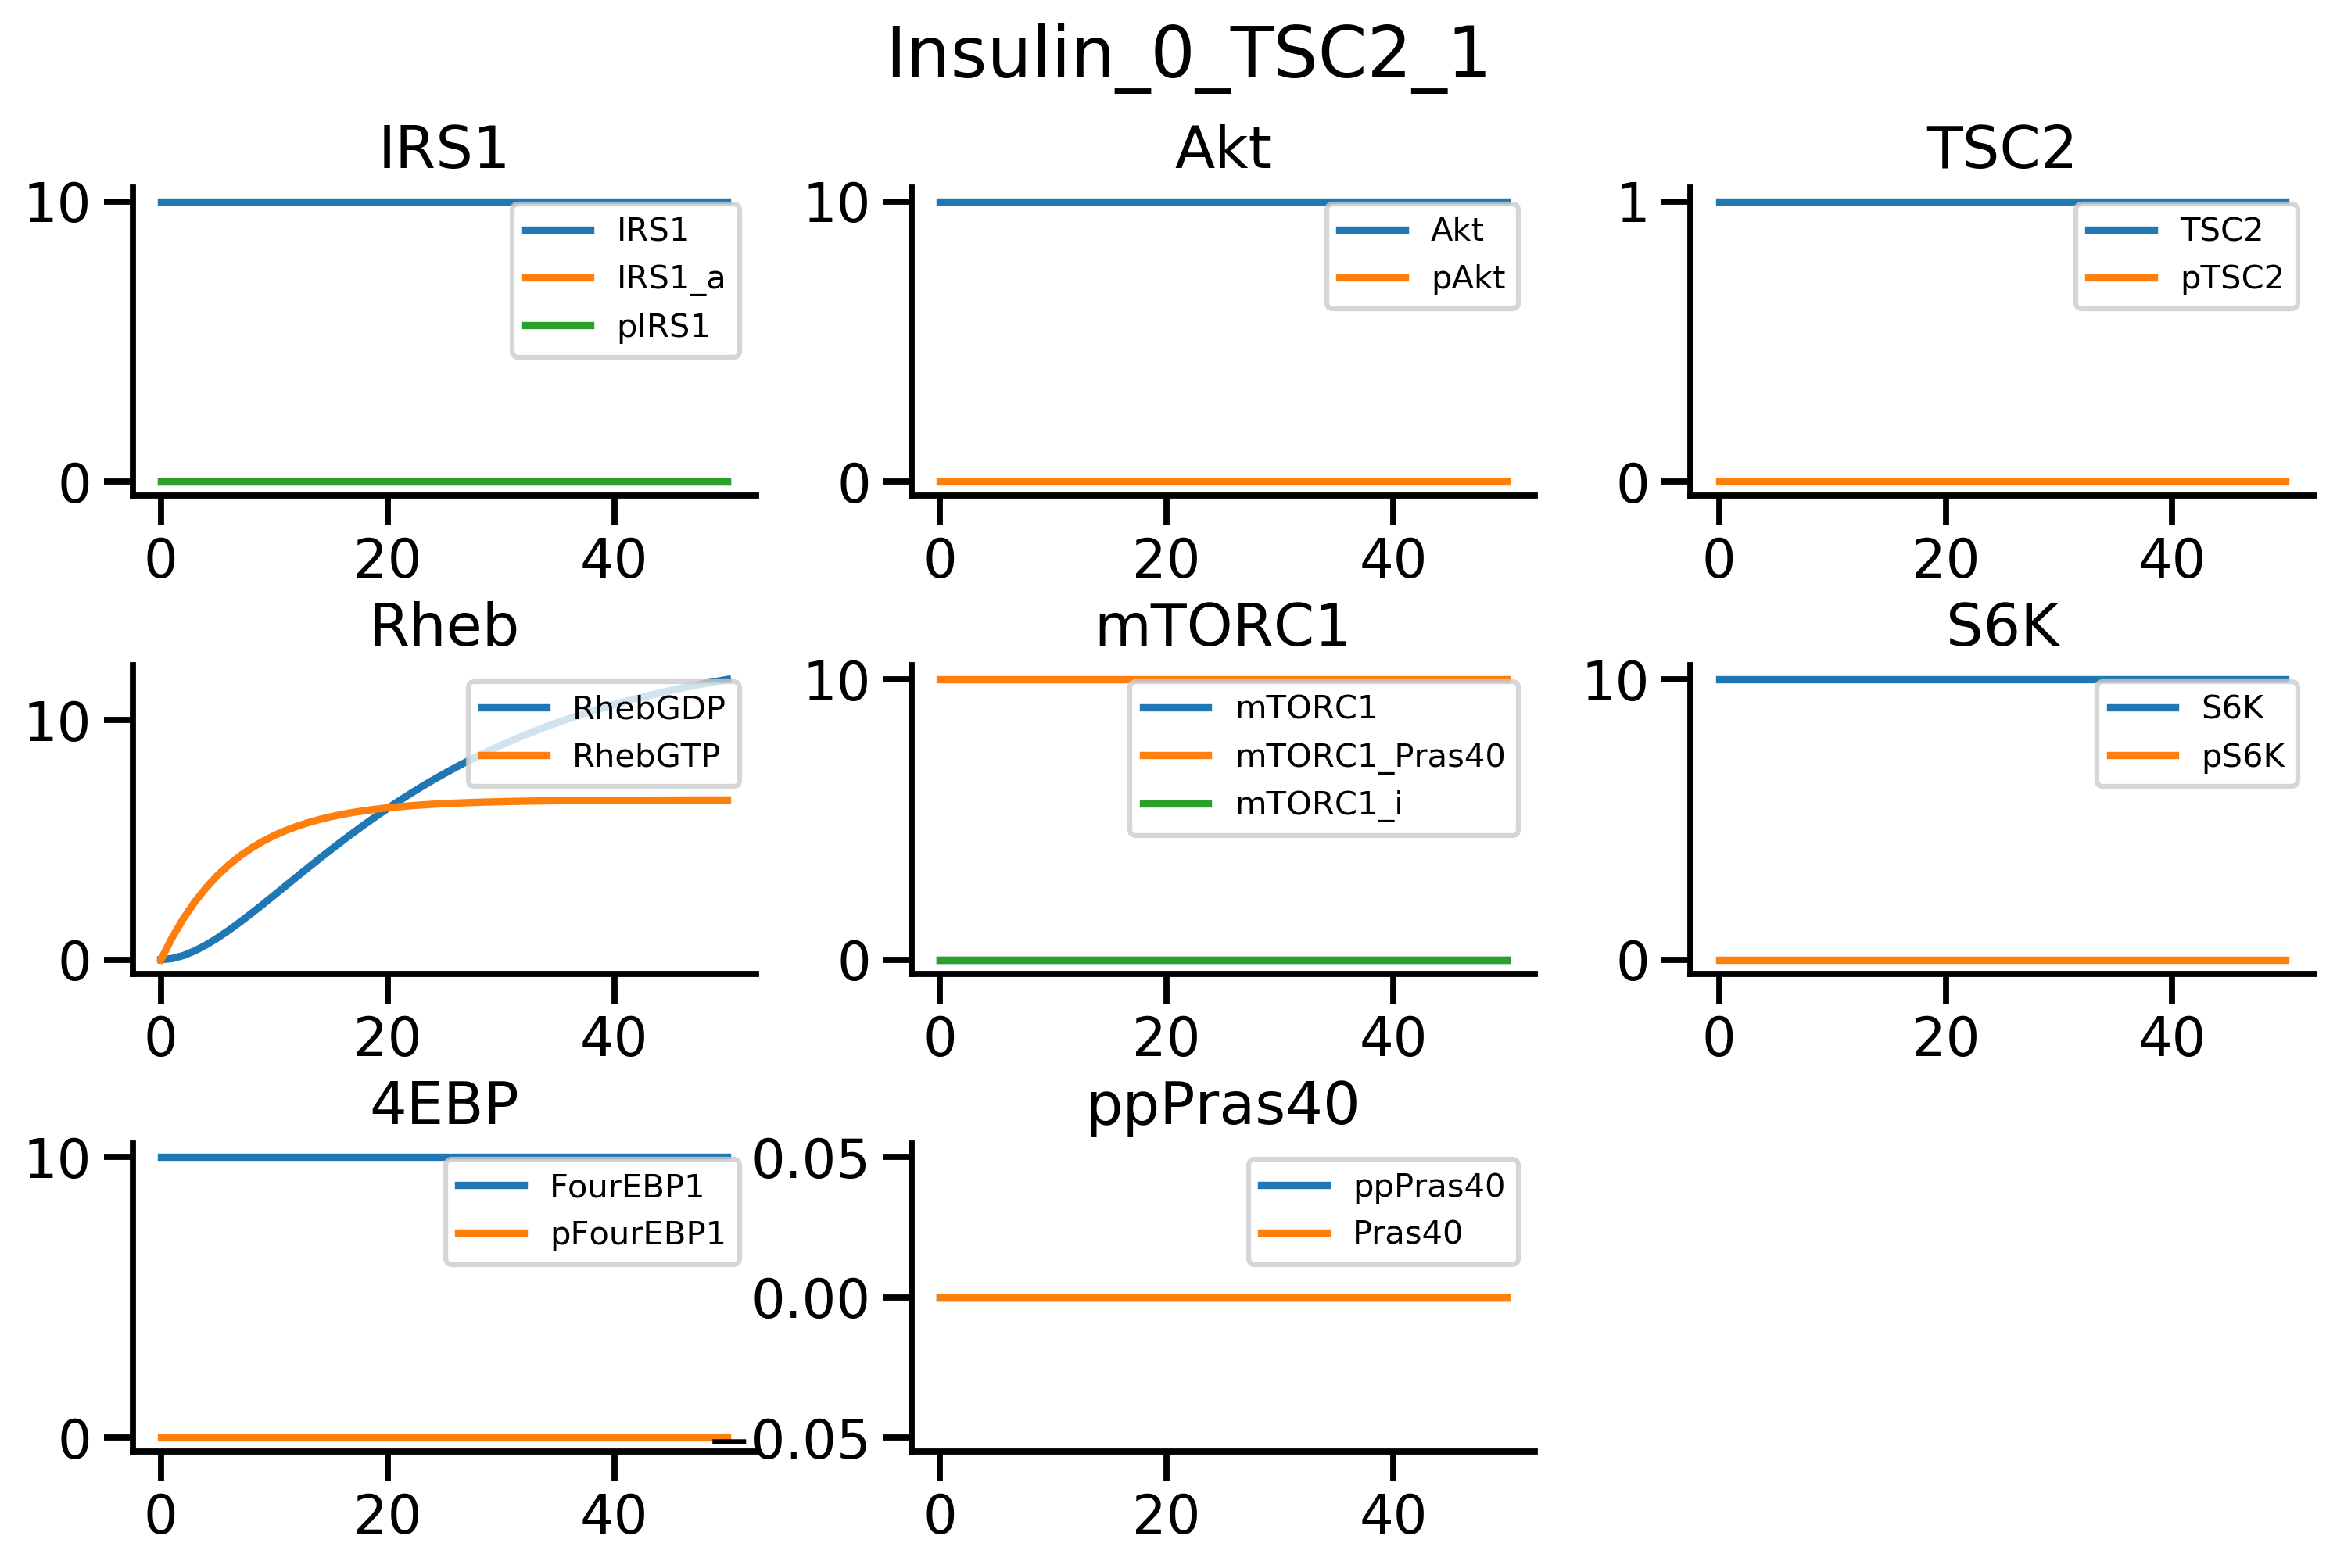 Insulin_0_TSC2_1
IRS1
10
0
0 20 40
IRS1
IRS1_a
pIRS1
Akt
10
0
0 20 40
Akt
pAkt
TSC2
1
0
0 20 40
TSC2
pTSC2
Rheb
10
0
0 20 40
RhebGDP
RhebGTP
mTORC1
10
0
0 20 40
mTORC1
mTORC1_Pras40
mTORC1_i
S6K
10
0
0 20 40
S6K
pS6K
4EBP
10
0
0 20 40
FourEBP1
pFourEBP1
ppPras40
0.05
0.00
−0.05
0 20 40
ppPras40
Pras40